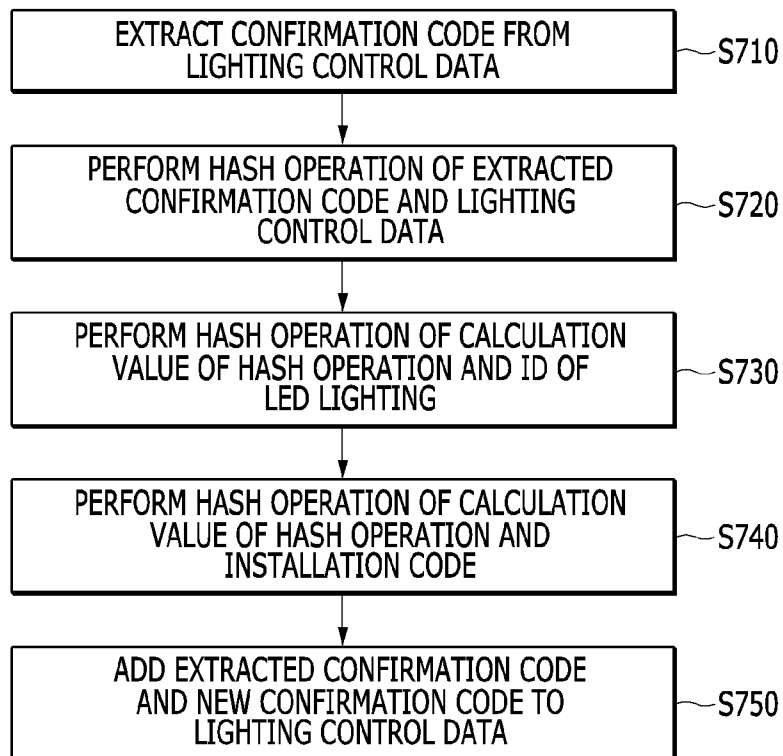 EXTRACT CONFIRMATION CODE FROM
LIGHTING CONTROL DATA
S710
PERFORM HASH OPERATION OF EXTRACTED
CONFIRMATION CODE AND LIGHTING
CONTROL DATA
S720
PERFORM HASH OPERATION OF CALCULATION
VALUE OF HASH OPERATION AND ID OF
LED LIGHTING
S730
PERFORM HASH OPERATION OF CALCULATION
VALUE OF HASH OPERATION AND
INSTALLATION CODE
S740
ADD EXTRACTED CONFIRMATION CODE
AND NEW CONFIRMATION CODE TO
LIGHTING CONTROL DATA
S750